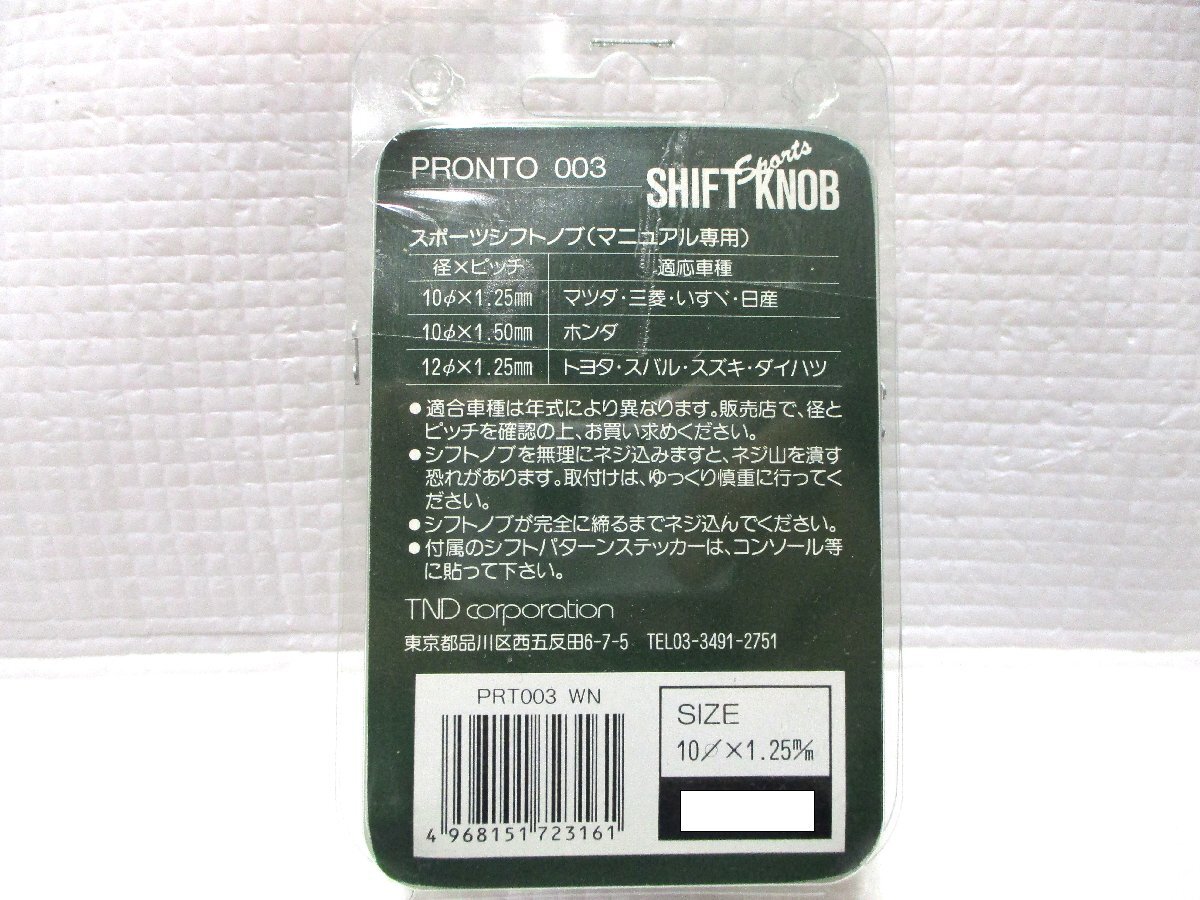 PRONTO 003
Sports
SHIFT KNOB
スポーツシフトノブ(マニュアル専用)
径×ピッチ 適応車種
10φ×1.25mm マツダ・三菱・いすゞ・日産
10φ×1.50mm ホンダ
12φ×1.25mm トヨタ・スバル・スズキ・ダイハツ
●適合車種は年式により異なります。販売店で、径と
ピッチを確認の上、お買い求めください。
●シフトノブを無理にネジ込みますと、ネジ山を潰す
恐れがあります。取付けは、ゆっくり慎重に行ってく
ださい。
●シフトノブが完全に締るまでネジ込んでください。
●付属のシフトパターンステッカーは、コンソール等
に貼って下さい。
TND corporation
東京都品川区西五反田6-7-5 TEL03-3491-2751
PRT003 WN
4 968151 723161
SIZE
10φ×1.25m/m